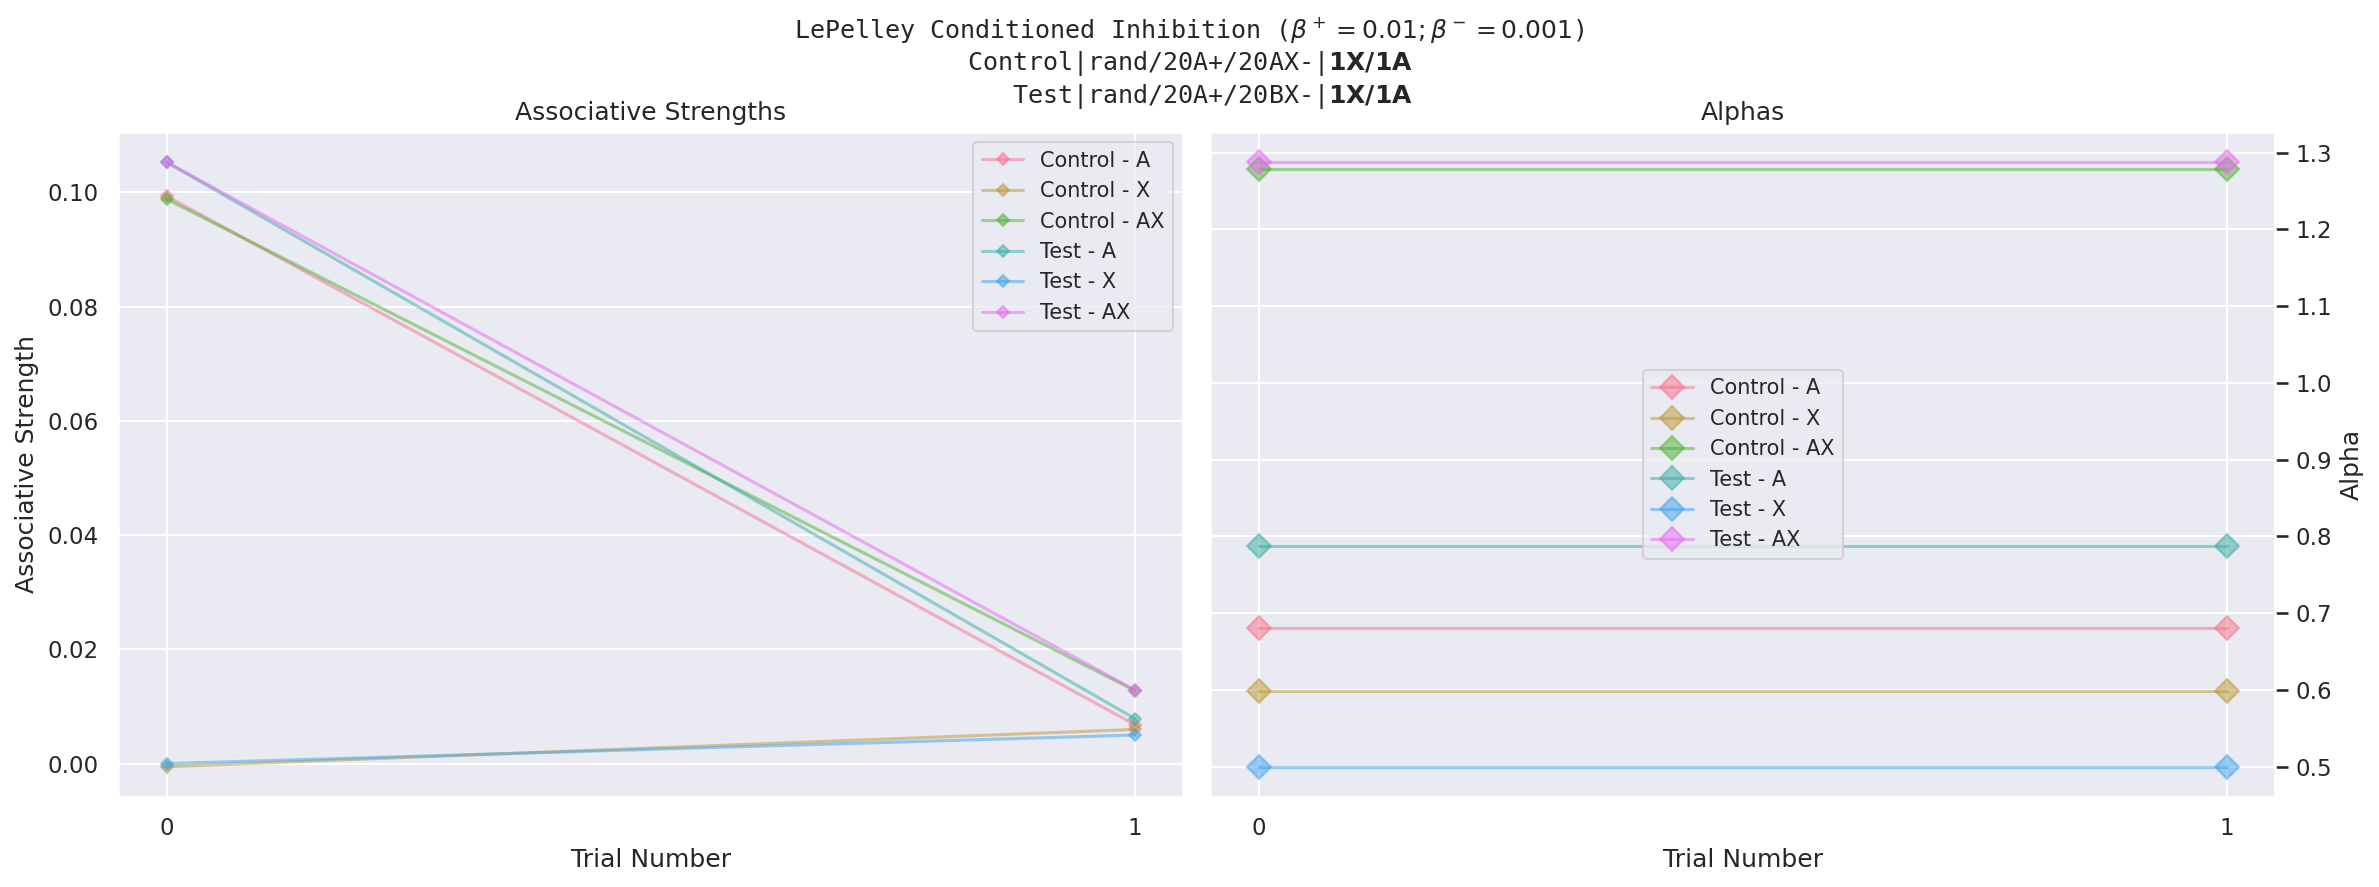 LePelley Conditioned Inhibition (β⁺ = 0.01; β⁻ = 0.001)
Control|rand/20A+/20AX-|1X/1A
Test|rand/20A+/20BX-|1X/1A
Associative Strengths
Associative Strength
0.10
0.08
0.06
0.04
0.02
0.00
0
1
Trial Number
Control - A
Control - X
Control - AX
Test - A
Test - X
Test - AX
Alphas
Control - A
Control - X
Control - AX
Test - A
Test - X
Test - AX
1.3
1.2
1.1
1.0
0.9
0.8
0.7
0.6
0.5
Alpha
0
1
Trial Number